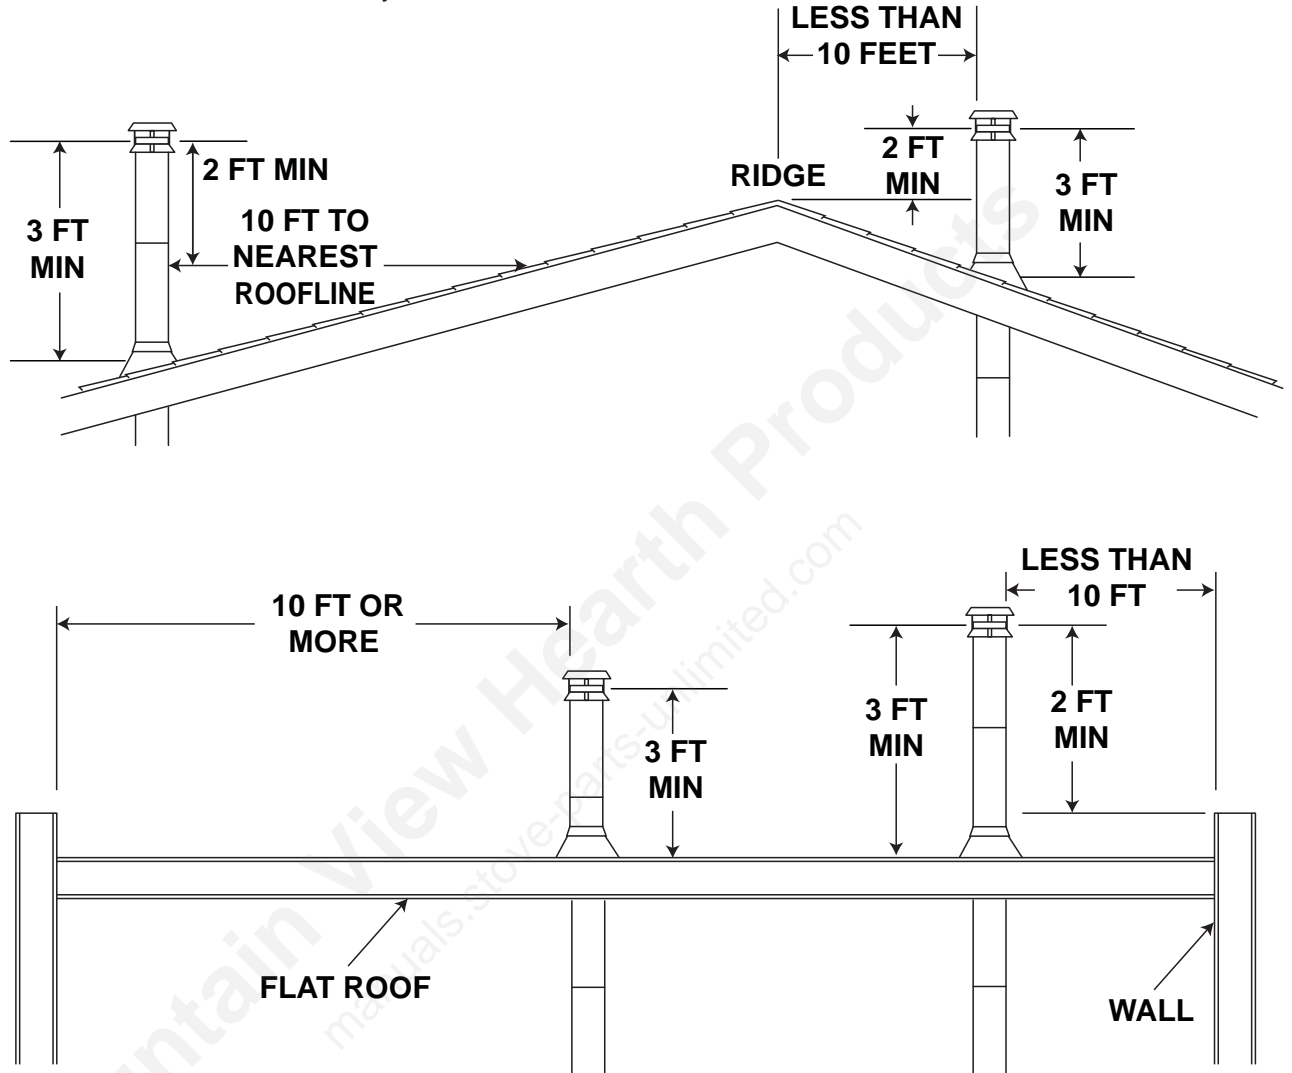 LESS THAN
10 FEET
2 FT MIN
3 FT
MIN
10 FT TO
NEAREST
ROOFLINE
RIDGE
2 FT
MIN
3 FT
MIN
LESS THAN
10 FT
10 FT OR
MORE
3 FT
MIN
3 FT
MIN
2 FT
MIN
FLAT ROOF
WALL
View Hearth Products
manuals.stove-parts-unlimited.com